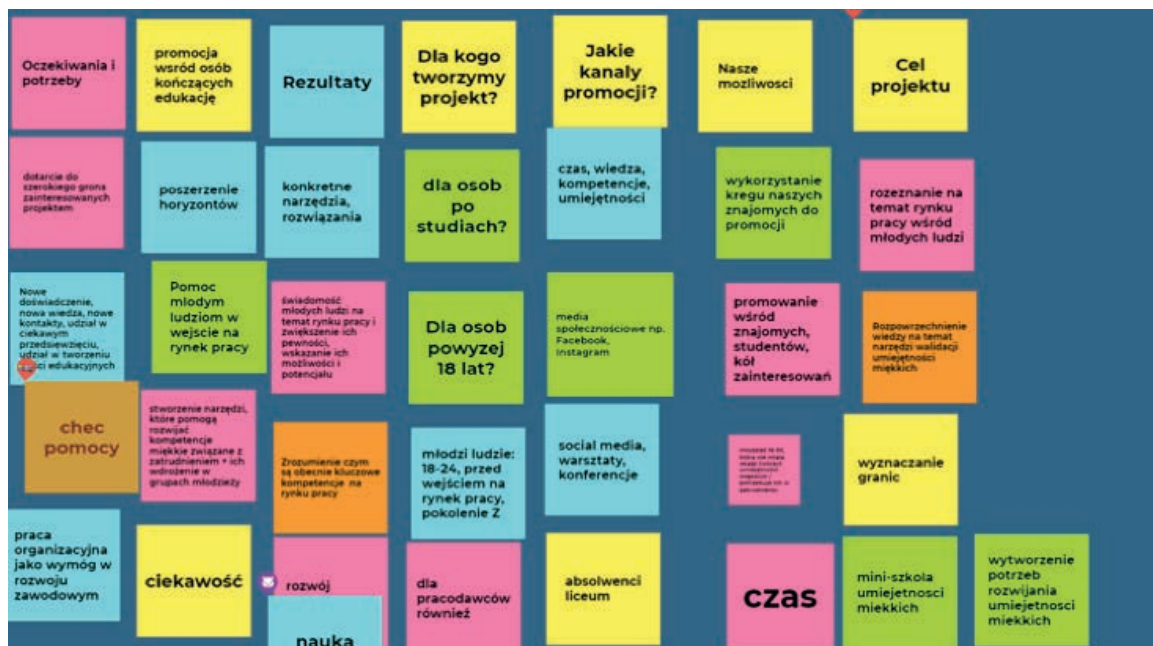 Oczekiwania i
potrzeby
promocja
wsród osób
kończących
edukację
Rezultaty
Dla kogo
tworzymy
projekt?
Jakie
kanaly
promocji?
Nasze
mozliwosci
Cel
projektu
dotarcie do
szerokiego grona
zainteresowanych
projektem
poszerzenie
horyzontów
konkretne
narzędzia,
rozwiązania
dla osob
po
studiach?
czas, wiedza,
kompetencje,
umiejętności
wykorzystanie
kregu naszych
znajomych do
promocji
rozeznanie na
temat rynku
pracy wśród
młodych ludzi
Nowe
doświadczenie,
nowa wiedza, nowe
kontakty, udział w
ciekawym
przedsięwzięciu,
udział w tworzeniu
ci edukacyjnych
Pomoc
mlodym
ludziom w
wejscie na
rynek pracy
świadomość
młodych ludzi na
temat rynku pracy i
zwiększenie ich
pewności,
wskazanie ich
możliwości i
potencjału
Dla osob
powyzej
18 lat?
media
społecznościowe np.
Facebook,
Instagram
promowanie
wśród
znajomych,
studentów,
kół
zainteresowań
Rozpowrzechnienie
wiedzy na temat
narzędzi walidacji
umiejętności
miękkich
chec
pomocy
stworzenie narzędzi,
które pomogą
rozwijać
kompetencje
miękkie związane z
zatrudnieniem + ich
wdrożenie w
grupach młodzieży
Zrozumienie czym
są obecnie kluczowe
kompetencje na
rynku pracy
młodzi ludzie:
18-24, przed
wejściem na
rynek pracy,
pokolenie Z
social media,
warsztaty,
konferencje
wyznaczanie
granic
praca
organizacyjna
jako wymóg w
rozwoju
zawodowym
ciekawość
rozwój
nauka
dla
pracodawców
również
absolwenci
liceum
czas
mini-szkola
umiejetnosci
miekkich
wytworzenie
potrzeb
rozwijania
umiejetnosci
miekkich